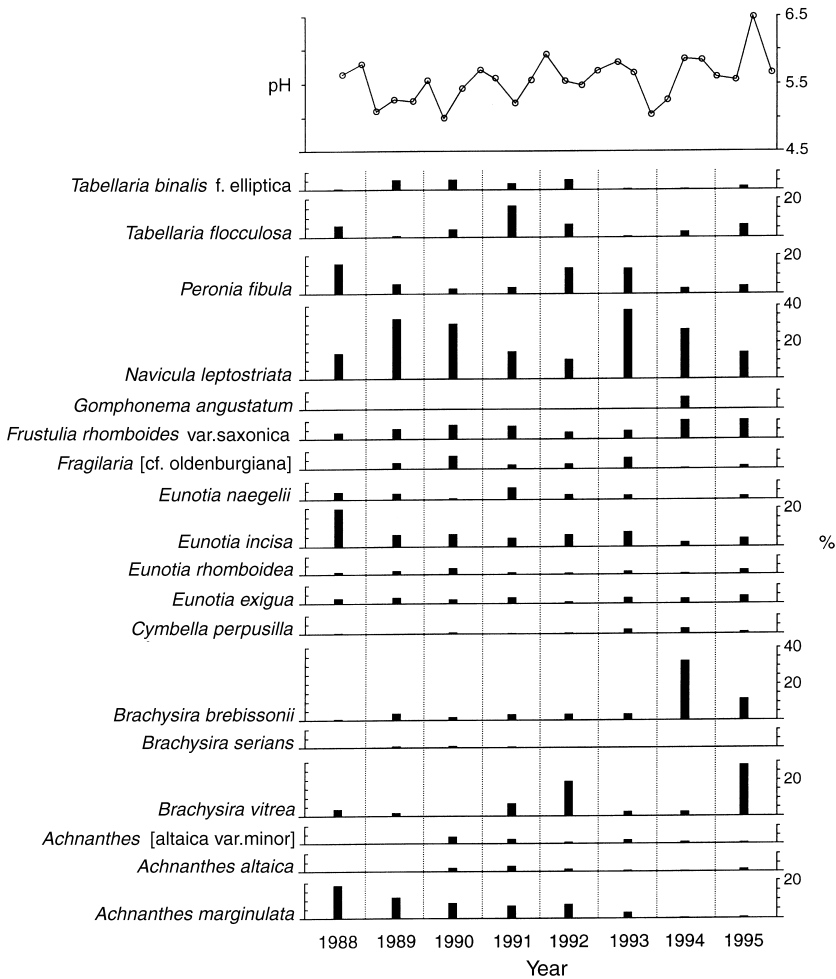 6.5
pH
5.5
4.5
Tabellaria binalis f. elliptica
20
Tabellaria flocculosa
20
Peronia fibula
40
20
Navicula leptostriata
Gomphonema angustatum
Frustulia rhomboides var.saxonica
Fragilaria [cf. oldenburgiana]
Eunotia naegelii
20
Eunotia incisa
%
Eunotia rhomboidea
Eunotia exigua
Cymbella perpusilla
40
20
Brachysira brebissonii
Brachysira serians
20
Brachysira vitrea
Achnanthes [altaica var.minor]
Achnanthes altaica
20
Achnanthes marginulata
1988 1989 1990 1991 1992 1993 1994 1995
Year